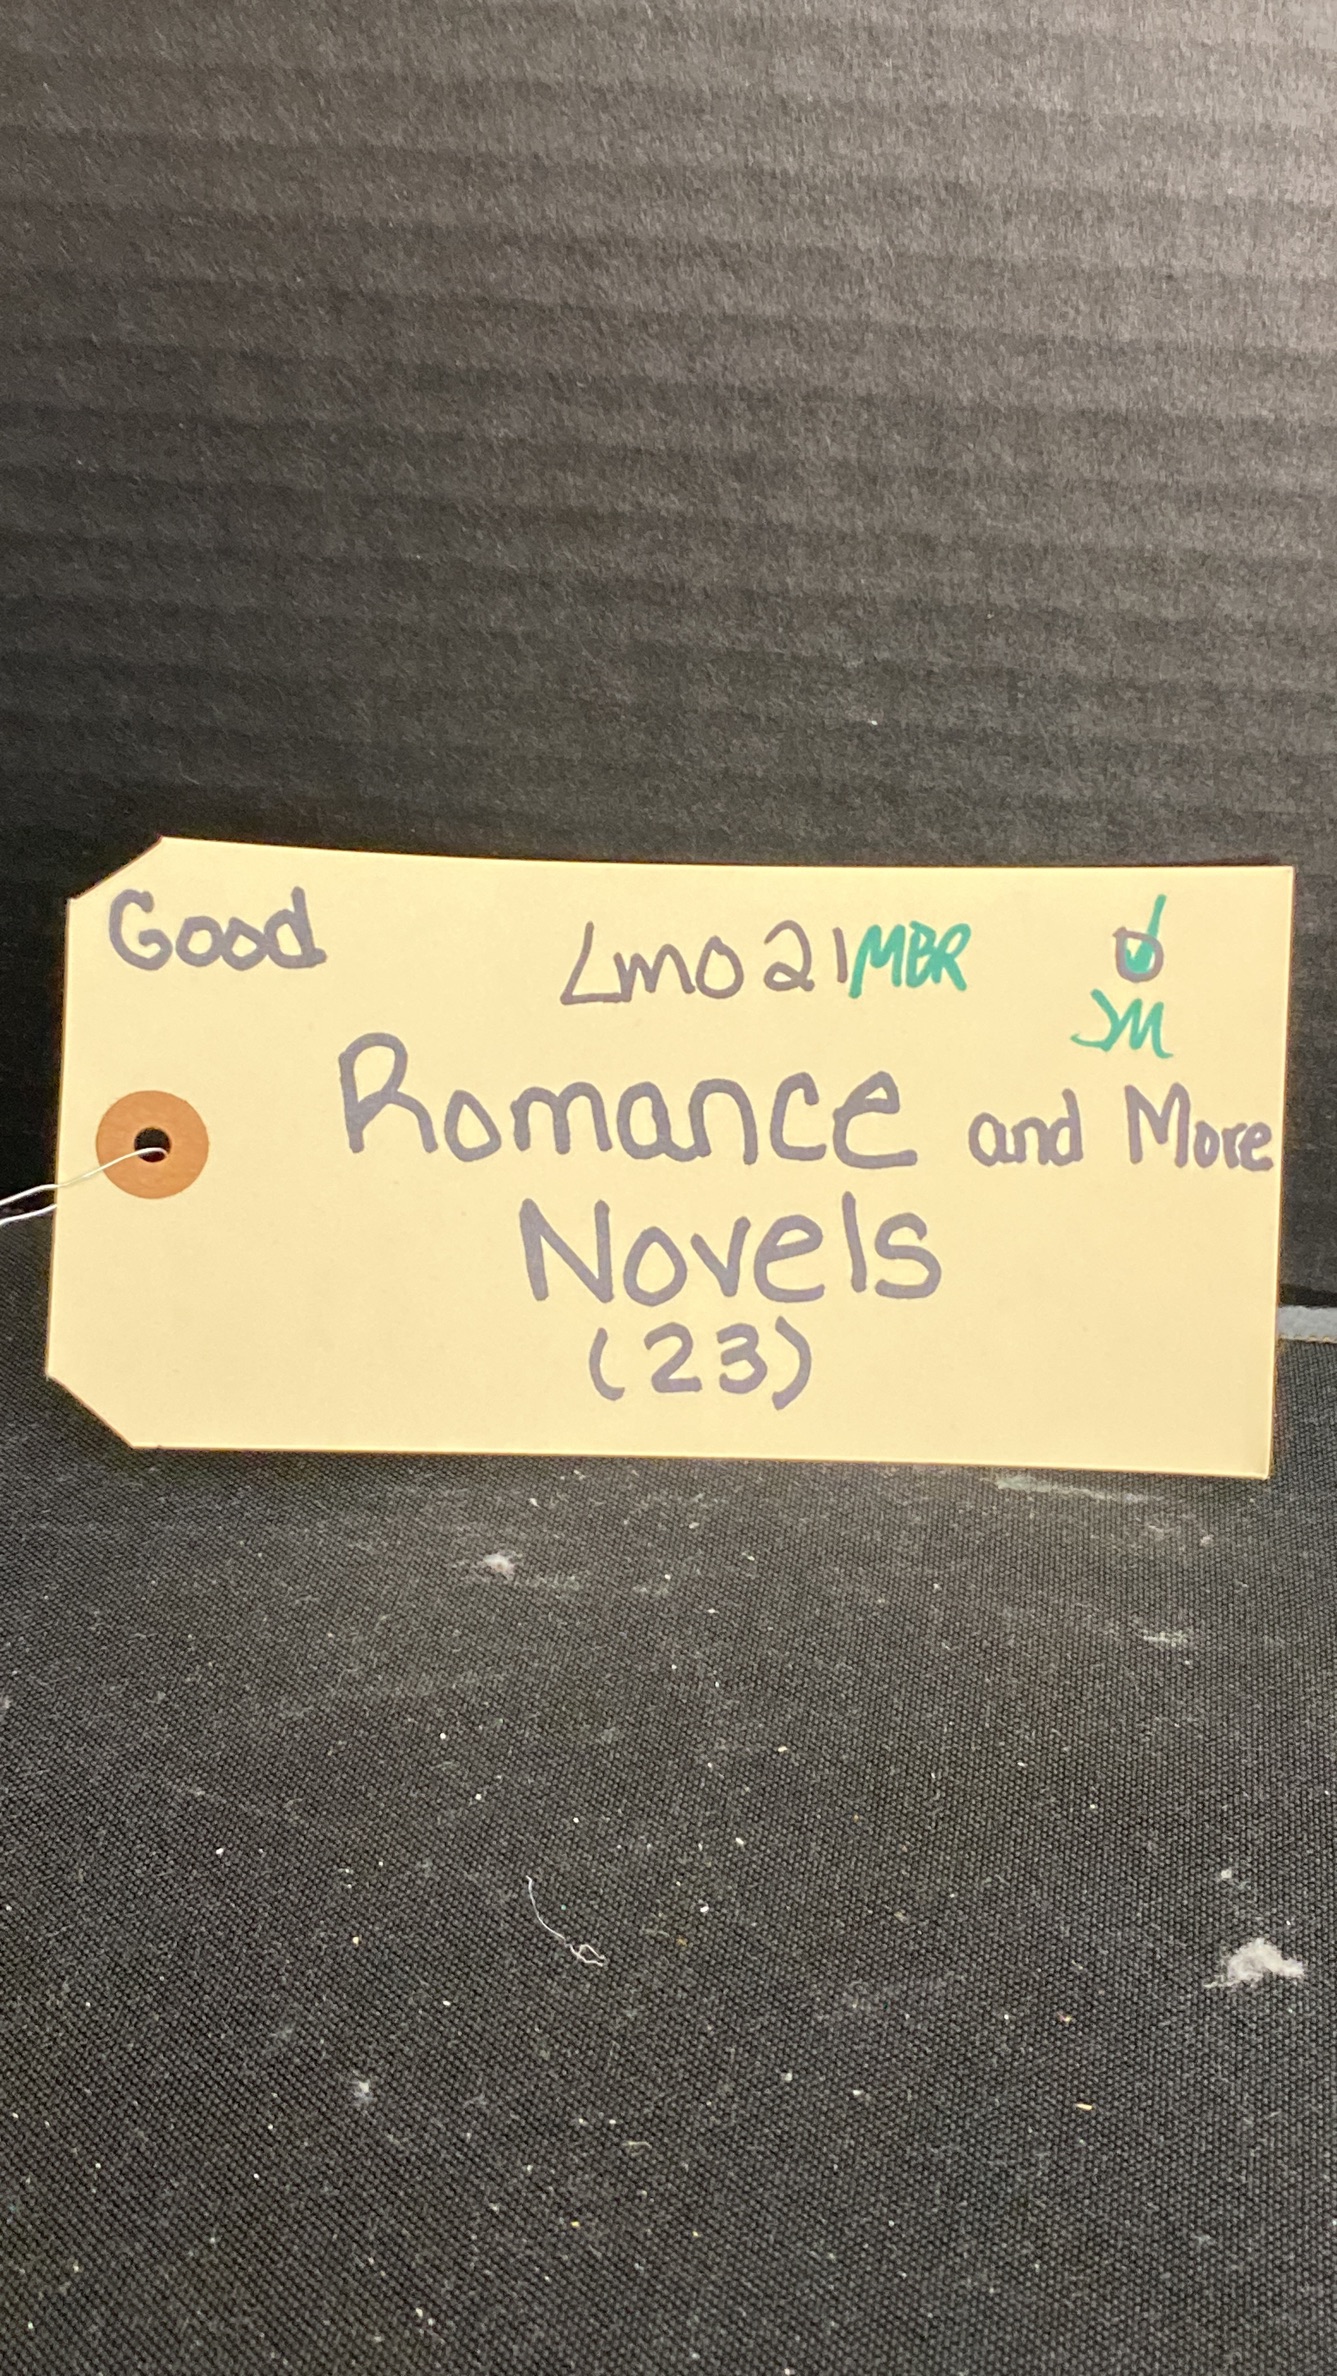 Good Lm021MBR
JM
Romance and More
Novels
(23)